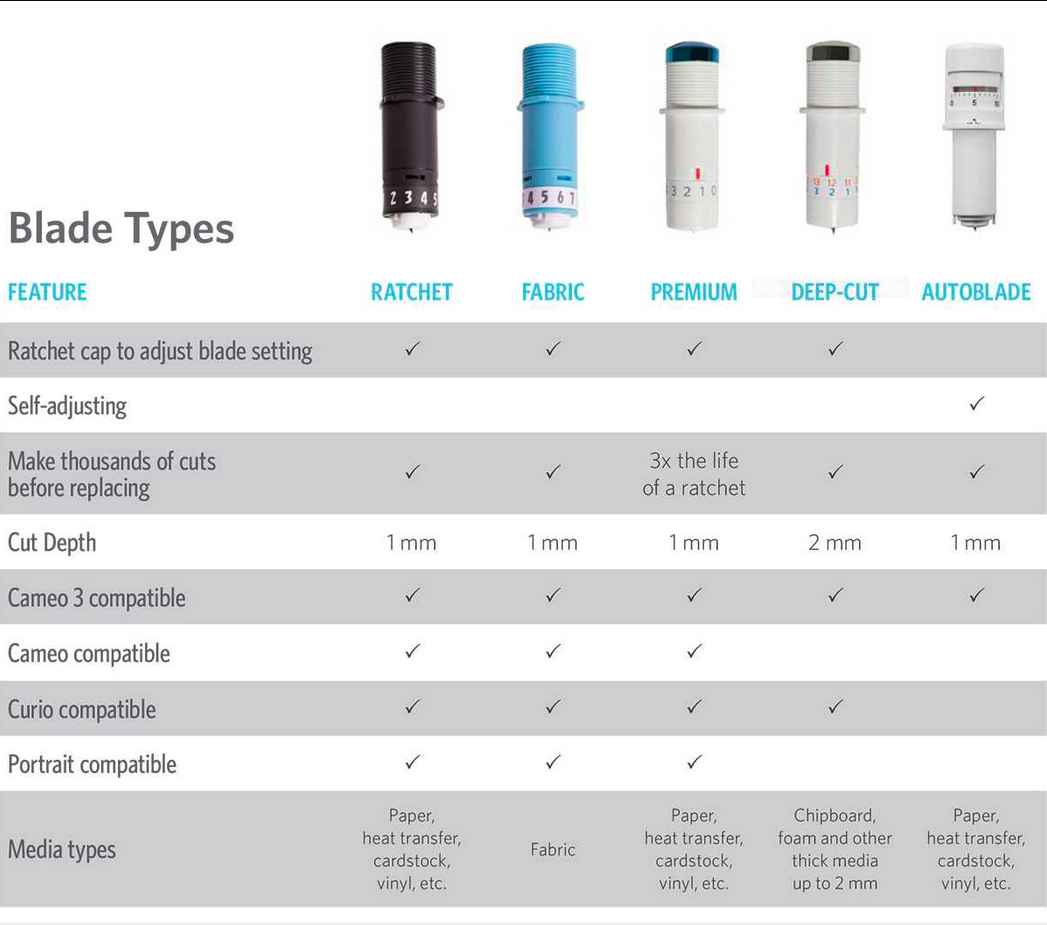 2 3 4 5
4 5 6 7
3 2 1 0
13 12 11
3 2 1
0 5 10
Blade Types
FEATURE RATCHET FABRIC PREMIUM DEEP-CUT AUTOBLADE
Ratchet cap to adjust blade setting ✓ ✓ ✓ ✓
Self-adjusting ✓
Make thousands of cuts
before replacing ✓ ✓ 3x the life
of a ratchet ✓ ✓
Cut Depth 1 mm 1 mm 1 mm 2 mm 1 mm
Cameo 3 compatible ✓ ✓ ✓ ✓ ✓
Cameo compatible ✓ ✓ ✓
Curio compatible ✓ ✓ ✓ ✓
Portrait compatible ✓ ✓ ✓
Media types
Paper,
heat transfer,
cardstock,
vinyl, etc.
Fabric
Paper,
heat transfer,
cardstock,
vinyl, etc.
Chipboard,
foam and other
thick media
up to 2 mm
Paper,
heat transfer,
cardstock,
vinyl, etc.